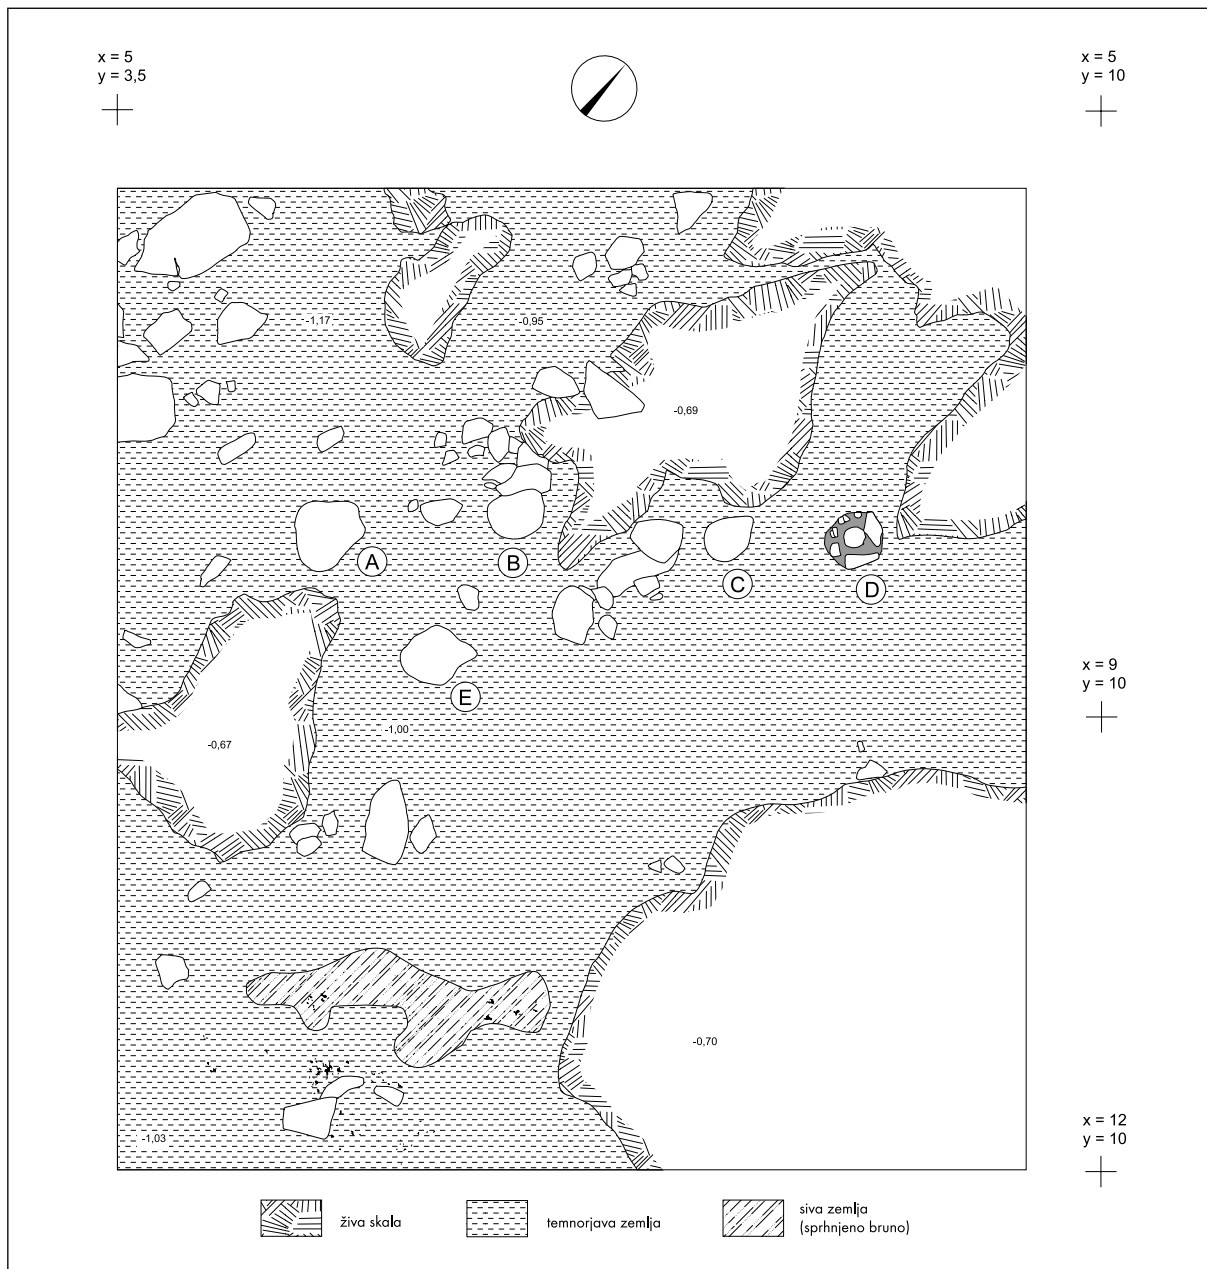 x = 5
y = 3,5
x = 5
y = 10
-1,17
-0,95
-0,69
A
B
C
D
E
x = 9
y = 10
-1,00
-0,67
-0,70
-1,03
x = 12
y = 10
živa skala
temnorjava zemlja
siva zemlja
(sprhnjeno bruno)